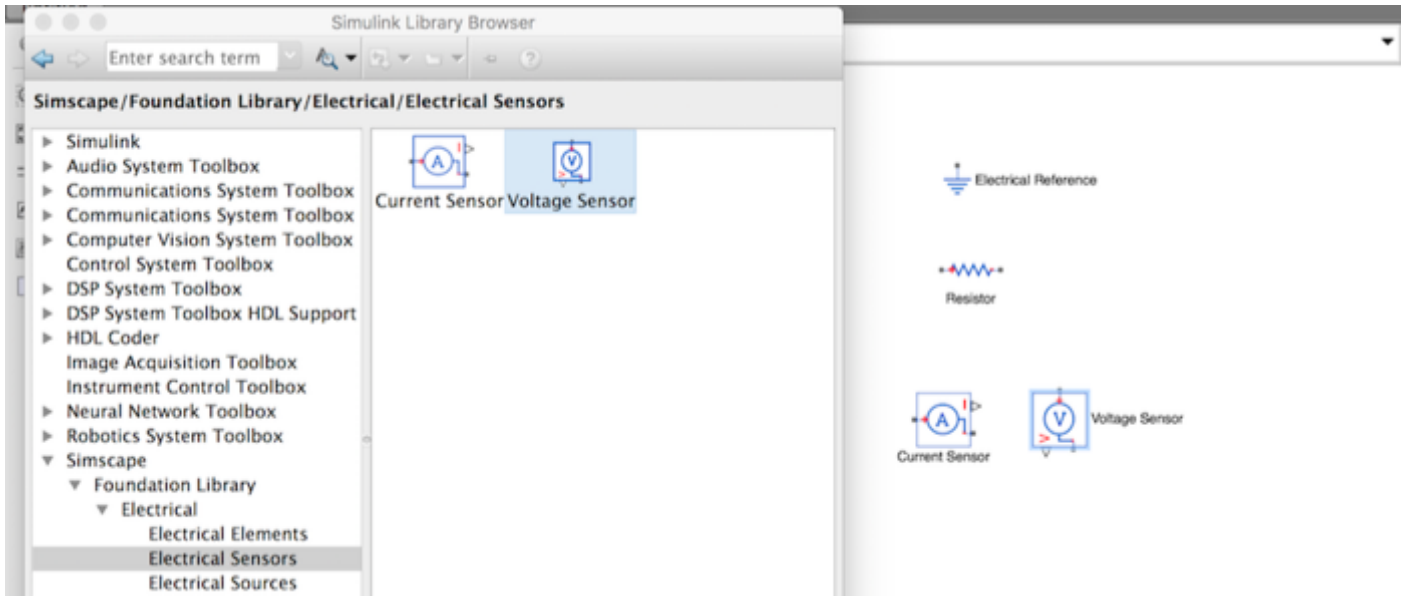 Simulink Library Browser
Enter search term
Simscape/Foundation Library/Electrical/Electrical Sensors
Simulink
Audio System Toolbox
Communications System Toolbox
Communications System Toolbox
Computer Vision System Toolbox
Control System Toolbox
DSP System Toolbox
DSP System Toolbox HDL Support
HDL Coder
Image Acquisition Toolbox
Instrument Control Toolbox
Neural Network Toolbox
Robotics System Toolbox
Simscape
Foundation Library
Electrical
Electrical Elements
Electrical Sensors
Electrical Sources
A I
V
Current Sensor Voltage Sensor
Electrical Reference
Resistor
A I
Current Sensor
V
Voltage Sensor